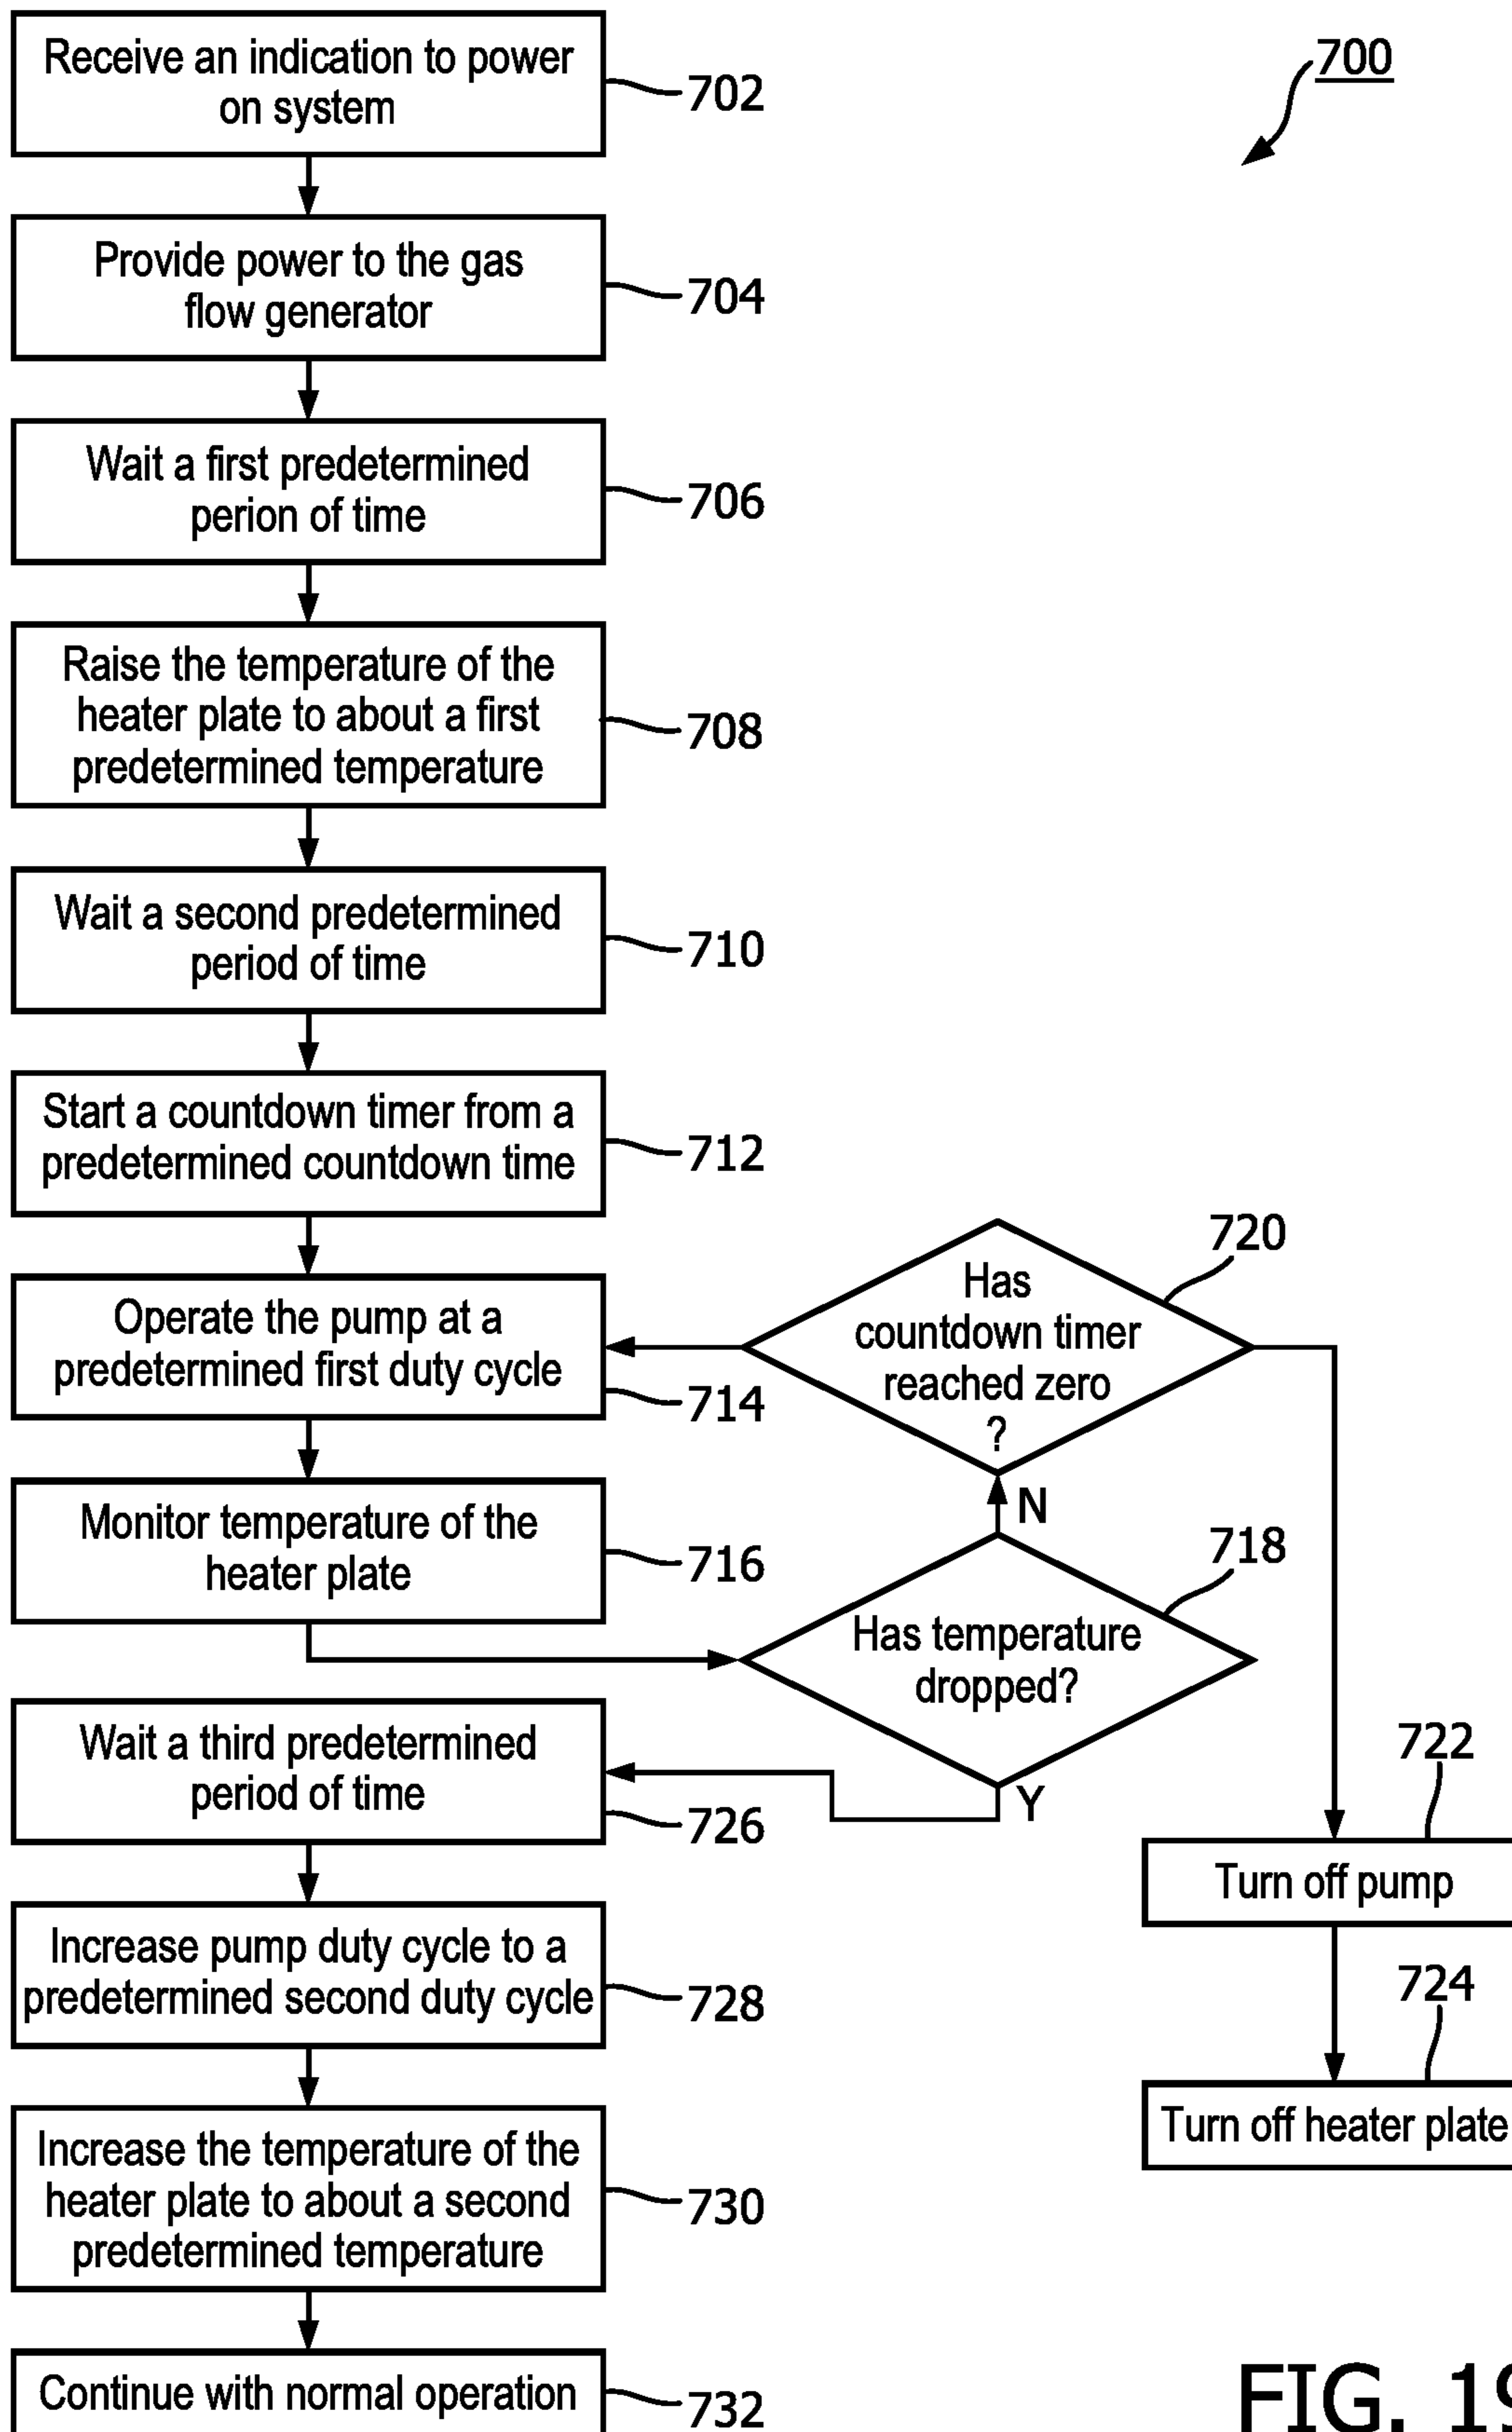 Receive an indication to power
on system
702
700
Provide power to the gas
flow generator
704
Wait a first predetermined
perion of time
706
Raise the temperature of the
heater plate to about a first
predetermined temperature
708
Wait a second predetermined
period of time
710
Start a countdown timer from a
predetermined countdown time
712
Operate the pump at a
predetermined first duty cycle
714
Has
countdown timer
reached zero
?
720
Monitor temperature of the
heater plate
716
N
Has temperature
dropped?
718
Y
Wait a third predetermined
period of time
726
722
Turn off pump
Increase pump duty cycle to a
predetermined second duty cycle
728
724
Turn off heater plate
Increase the temperature of the
heater plate to about a second
predetermined temperature
730
Continue with normal operation
732
FIG. 19